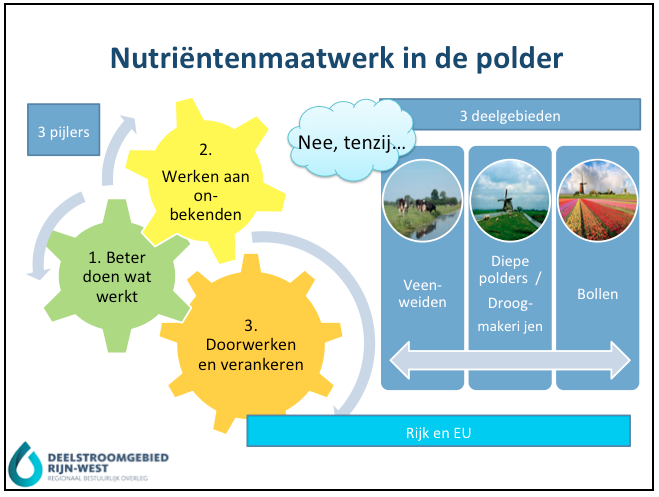 Nutriëntenmaatwerk in de polder
3 pijlers
2.
Werken aan
on-
bekenden
1. Beter
doen wat
werkt
3.
Doorwerken
en verankeren
Nee, tenzij...
3 deelgebieden
Veen-
weiden
Diepe
polders /
Droog-
makeri jen
Bollen
Rijk en EU
DEELSTROOMGEBIED
RIJN-WEST
REGIONAAL BESTUURLIJK OVERLEG